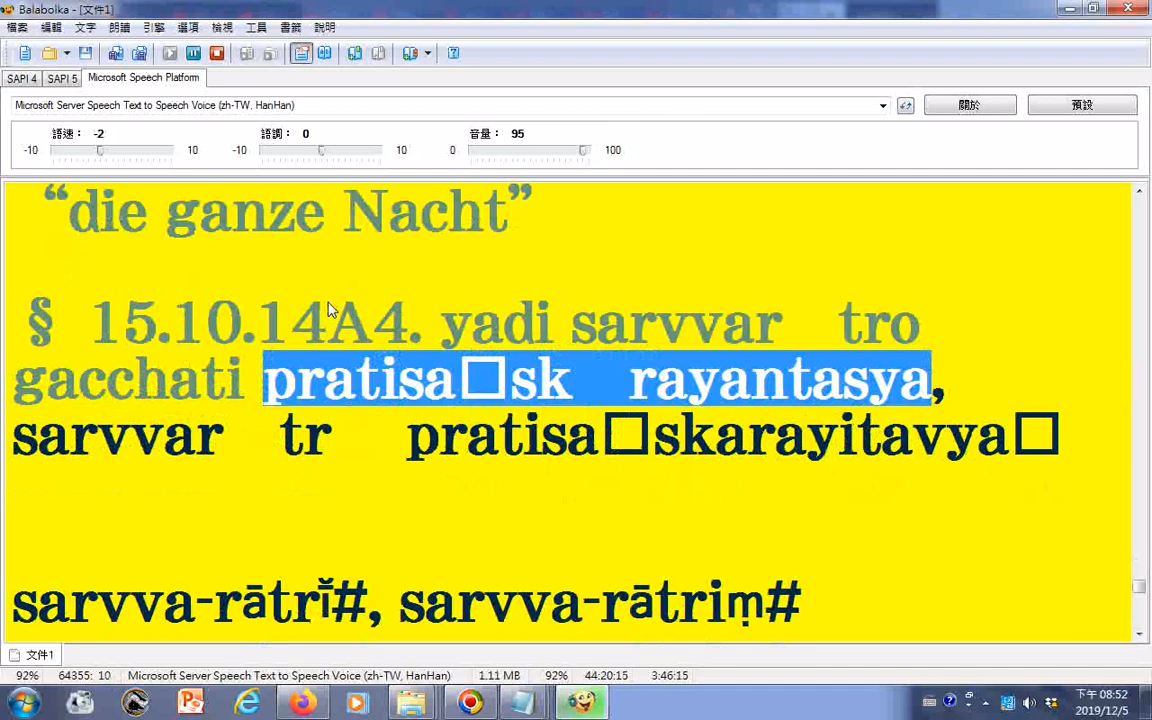 Balabolka - [文件1]
檔案 編輯 文字 朗讀 引擎 選項 檢視 工具 書籤 說明
SAPI 4 SAPI 5 Microsoft Speech Platform
Microsoft Server Speech Text to Speech Voice (zh-TW, HanHan) 關於 預設
語速： -2 語調： 0 音量： 95
-10 10 -10 10 0 100
“die ganze Nacht”
§ 15.10.14A4. yadi sarvvar tro
gacchati pratisa□sk rayantasya,
sarvvar tr pratisa□skarayitavya□
sarvva-rātrĭ#, sarvva-rātriṃ#
文件1
92% 64355: 10 Microsoft Server Speech Text to Speech Voice (zh-TW, HanHan) 1.11 MB 92% 44:20:15 3:46:15
下午 08:52
2019/12/5